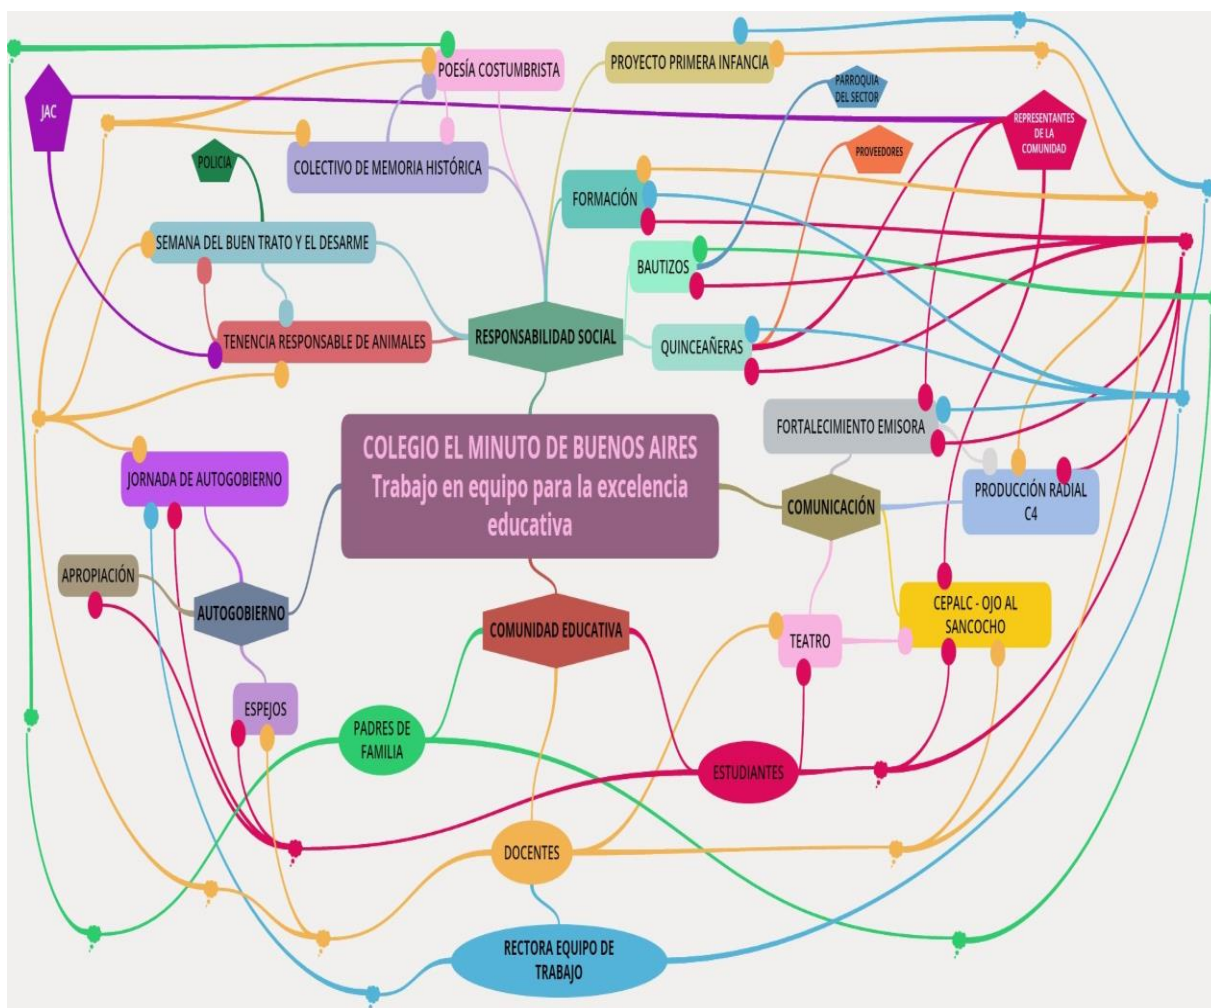 POESÍA COSTUMBRISTA
PROYECTO PRIMERA INFANCIA
PARROQUIA
DEL SECTOR
JAC
REPRESENTANTES
DE LA
COMUNIDAD
POLICIA
COLECTIVO DE MEMORIA HISTÓRICA
PROVEEDORES
FORMACIÓN
SEMANA DEL BUEN TRATO Y EL DESARME
BAUTIZOS
TENENCIA RESPONSABLE DE ANIMALES
RESPONSABILIDAD SOCIAL
QUINCEAÑERAS
COLEGIO EL MINUTO DE BUENOS AIRES
Trabajo en equipo para la excelencia
educativa
FORTALECIMIENTO EMISORA
JORNADA DE AUTOGOBIERNO
COMUNICACIÓN
PRODUCCIÓN RADIAL
C4
APROPIACIÓN
AUTOGOBIERNO
COMUNIDAD EDUCATIVA
TEATRO
CEPALC - OJO AL
SANCOCHO
ESPEJOS
PADRES DE
FAMILIA
ESTUDIANTES
DOCENTES
RECTORA EQUIPO DE
TRABAJO